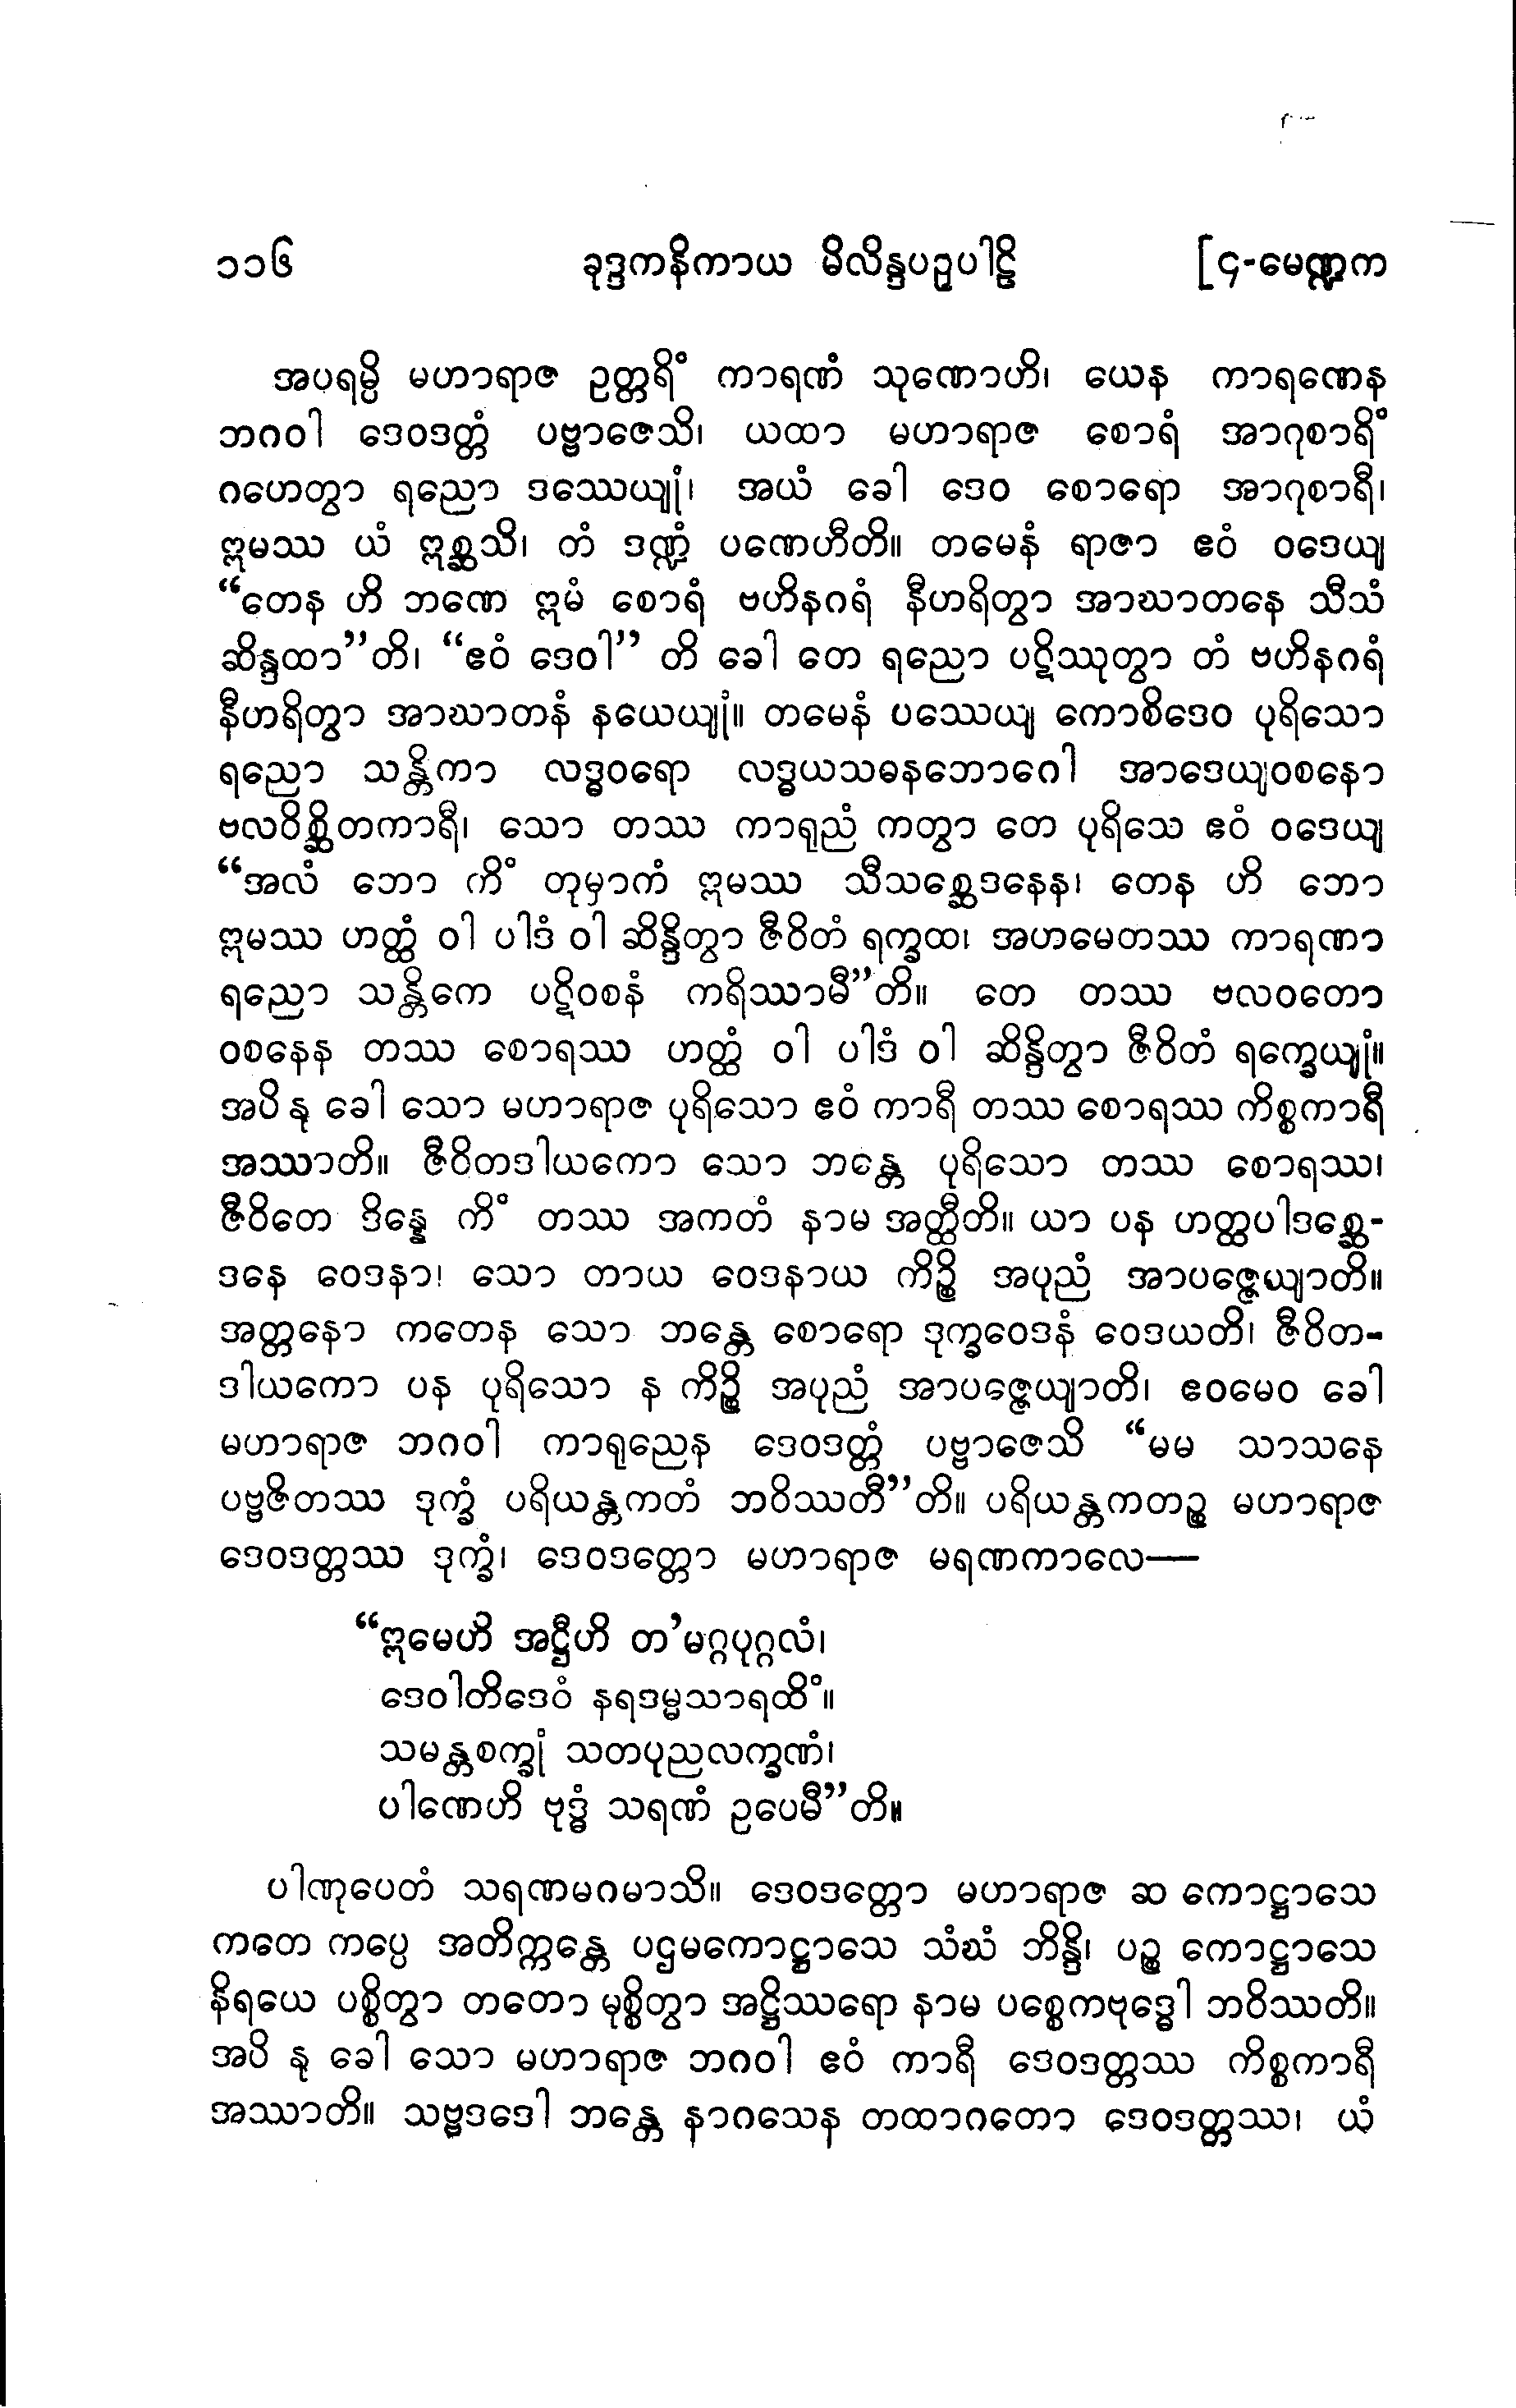 ၁၁၆ ခုဒ္ဒကနိကာယ မိလိန္ဒပဉှပါဠိ [၄-မေဏ္ဍက
အပရမ္ပိ မဟာရာဇ ဥတ္တရိံ ကာရဏံ သုဏောဟိ၊ ယေန ကာရဏေန
ဘဂဝါ ဒေဝဒတ္တံ ပဗ္ဗာဇေသိ၊ ယထာ မဟာရာဇ စောရံ အာဂုစာရိံ
ဂဟေတွာ ရညော ဒဿေယျုံ၊ အယံ ခေါ ဒေဝ စောရော အာဂုစာရီ၊
ဣမဿ ယံ ဣစ္ဆသိ၊ တံ ဒဏ္ဍံ ပဏေဟီတိ။ တမေနံ ရာဇာ ဧဝံ ဝဒေယျ
“တေန ဟိ ဘဏေ ဣမံ စောရံ ဗဟိနဂရံ နီဟရိတွာ အာဃာတနေ သီသံ
ဆိန္ဒထာ”တိ၊ “ဧဝံ ဒေဝါ” တိ ခေါ တေ ရညော ပဋိဿုတွာ တံ ဗဟိနဂရံ
နီဟရိတွာ အာဃာတနံ နယေယျုံ။ တမေနံ ပဿေယျ ကောစိဒေဝ ပုရိသော
ရညော သန္တိကာ လဒ္ဓဝရော လဒ္ဓယသဓနဘောဂေါ အာဒေယျဝစနော
ဗလဝိစ္ဆိတကာရီ၊ သော တဿ ကာရုညံ ကတွာ တေ ပုရိသေ ဧဝံ ဝဒေယျ
“အလံ ဘော ကိံ တုမှာကံ ဣမဿ သီသစ္ဆေဒနေန၊ တေန ဟိ ဘော
ဣမဿ ဟတ္ထံ ဝါ ပါဒံ ဝါ ဆိန္ဒိတွာ ဇီဝိတံ ရက္ခထ၊ အဟမေတဿ ကာရဏာ
ရညော သန္တိကေ ပဋိဝစနံ ကရိဿာမီ”တိ။ တေ တဿ ဗလဝတော
ဝစနေန တဿ စောရဿ ဟတ္ထံ ဝါ ပါဒံ ဝါ ဆိန္ဒိတွာ ဇီဝိတံ ရက္ခေယျုံ။
အပိ နု ခေါ သော မဟာရာဇ ပုရိသော ဧဝံ ကာရီ တဿ စောရဿ ကိစ္စကာရီ
အဿာတိ။ ဇီဝိတဒါယကော သော ဘန္တေ ပုရိသော တဿ စောရဿ၊
ဇီဝိတေ ဒိန္နေ ကိံ တဿ အကတံ နာမ အတ္ထီတိ။ ယာ ပန ဟတ္ထပါဒစ္ဆေ-
ဒနေ ဝေဒနာ၊ သော တာယ ဝေဒနာယ ကိဉ္စိ အပုညံ အာပဇ္ဇေယျာတိ။
အတ္တနော ကတေန သော ဘန္တေ စောရော ဒုက္ခဝေဒနံ ဝေဒယတိ၊ ဇီဝိတ-
ဒါယကော ပန ပုရိသော န ကိဉ္စိ အပုညံ အာပဇ္ဇေယျာတိ၊ ဧဝမေဝ ခေါ
မဟာရာဇ ဘဂဝါ ကာရုညေန ဒေဝဒတ္တံ ပဗ္ဗာဇေသိ “မမ သာသနေ
ပဗ္ဗဇိတဿ ဒုက္ခံ ပရိယန္တကတံ ဘဝိဿတီ”တိ။ ပရိယန္တကတဉ္စ မဟာရာဇ
ဒေဝဒတ္တဿ ဒုက္ခံ၊ ဒေဝဒတ္တော မဟာရာဇ မရဏကာလေ—
“ဣမေဟိ အဋ္ဌီဟိ တ’မဂ္ဂပုဂ္ဂလံ၊
ဒေဝါတိဒေဝံ နရဒမ္မသာရထိံ။
သမန္တစက္ခုံ သတပုညလက္ခဏံ၊
ပါဏေဟိ ဗုဒ္ဓံ သရဏံ ဥပေမီ”တိ။
ပါဏုပေတံ သရဏမဂမာသိ။ ဒေဝဒတ္တော မဟာရာဇ ဆ ကောဋ္ဌာသေ
ကတေ ကပ္ပေ အတိက္ကန္တေ ပဌမကောဋ္ဌာသေ သံဃံ ဘိန္ဒိ၊ ပဉ္စ ကောဋ္ဌာသေ
နိရယေ ပစ္စိတွာ တတော မုစ္စိတွာ အဋ္ဌိဿရော နာမ ပစ္စေကဗုဒ္ဓေါ ဘဝိဿတိ။
အပိ နု ခေါ သော မဟာရာဇ ဘဂဝါ ဧဝံ ကာရီ ဒေဝဒတ္တဿ ကိစ္စကာရီ
အဿာတိ။ သဗ္ဗဒဒေါ ဘန္တေ နာဂသေန တထာဂတော ဒေဝဒတ္တဿ၊ ယံ